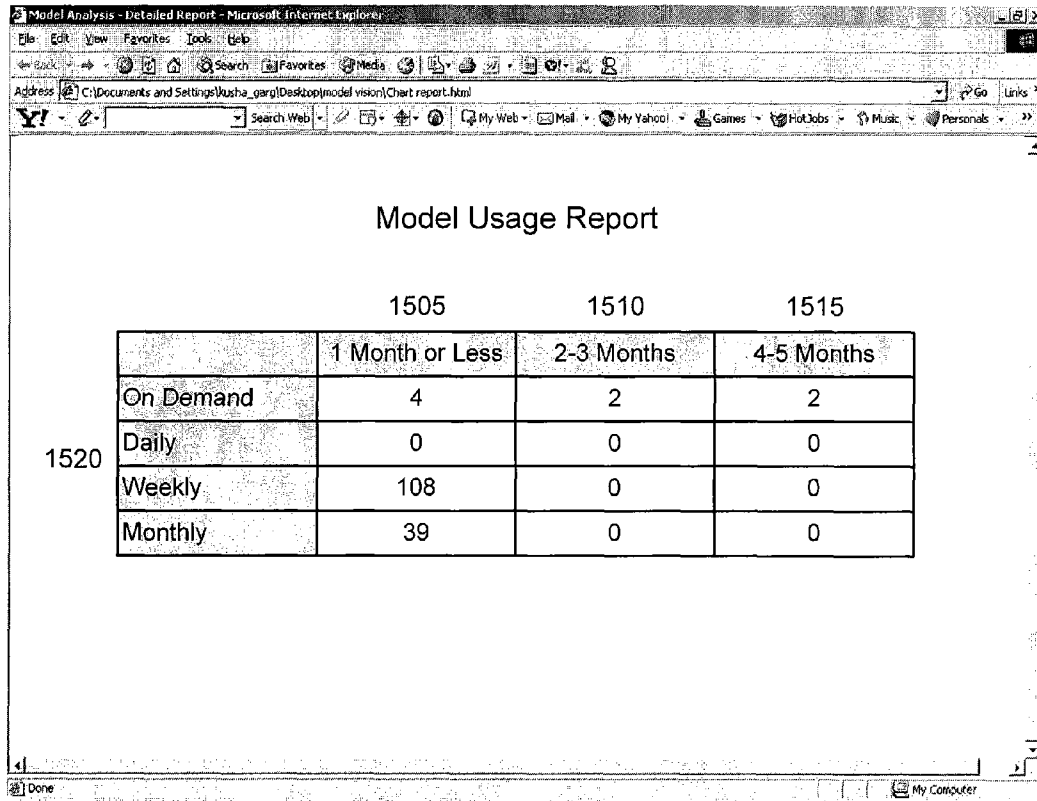 Model Analysis - Detailed Report - Microsoft Internet Explorer
File Edit View Favorites Tools Help
Back Search Favorites Media
Address C:\Documents and Settings\kusha_garg\Desktop\model vision\Chart report.html Go Links
Y! Search Web My Web Mail My Yahoo! Games HotJobs Music Personals »
Model Usage Report
1505 1510 1515
1 Month or Less 2-3 Months 4-5 Months
On Demand 4 2 2
Daily 0 0 0
1520
Weekly 108 0 0
Monthly 39 0 0
Done My Computer